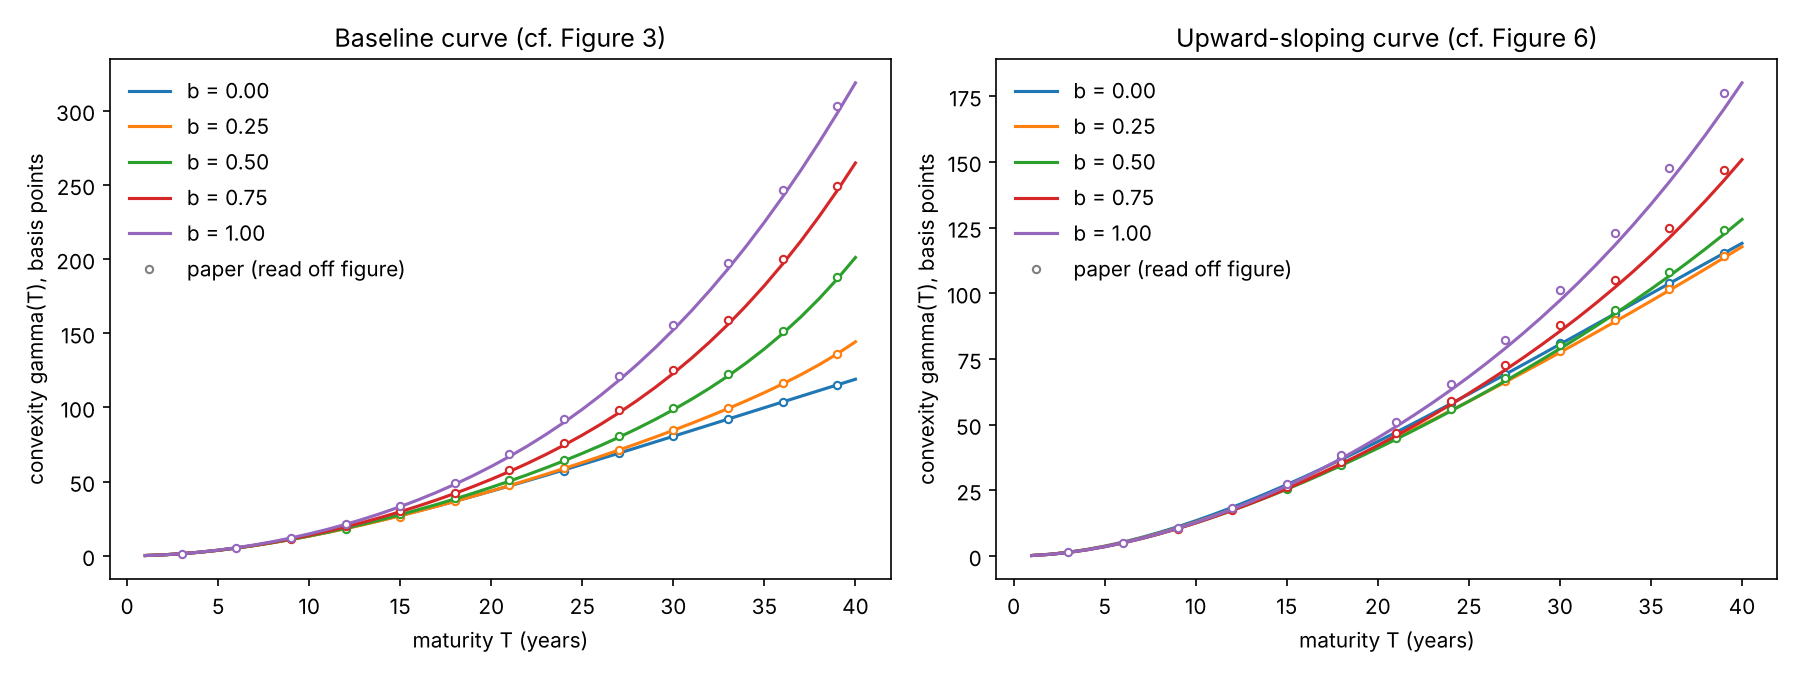 Baseline curve (cf. Figure 3)
convexity gamma(T), basis points
300
250
200
150
100
50
0
b = 0.00
b = 0.25
b = 0.50
b = 0.75
b = 1.00
paper (read off figure)
0 5 10 15 20 25 30 35 40
maturity T (years)
Upward-sloping curve (cf. Figure 6)
convexity gamma(T), basis points
175
150
125
100
75
50
25
0
b = 0.00
b = 0.25
b = 0.50
b = 0.75
b = 1.00
paper (read off figure)
0 5 10 15 20 25 30 35 40
maturity T (years)